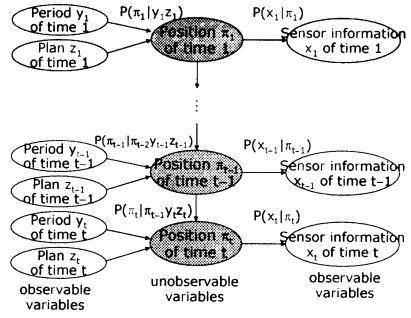 Period y₁ of time 1
P(π₁|y₁z₁)
Plan z₁ of time 1
Position π₁ of time 1
P(x₁|π₁)
Sensor information x₁ of time 1
⋮
Period yₜ₋₁ of time t
P(πₜ₋₁|πₜ₋₂yₜ₋₁zₜ₋₁)
Plan zₜ₋₁ of time t−1
Position πₜ₋₁ of time t−1
P(xₜ₋₁|πₜ₋₁)
Sensor information xₜ₋₁ of time t−1
Period yₜ of time t
P(πₜ|πₜ₋₁yₜzₜ)
Plan zₜ of time t
Position πₜ of time t
P(xₜ|πₜ)
Sensor information xₜ of time t
observable variables
unobservable variables
observable variables